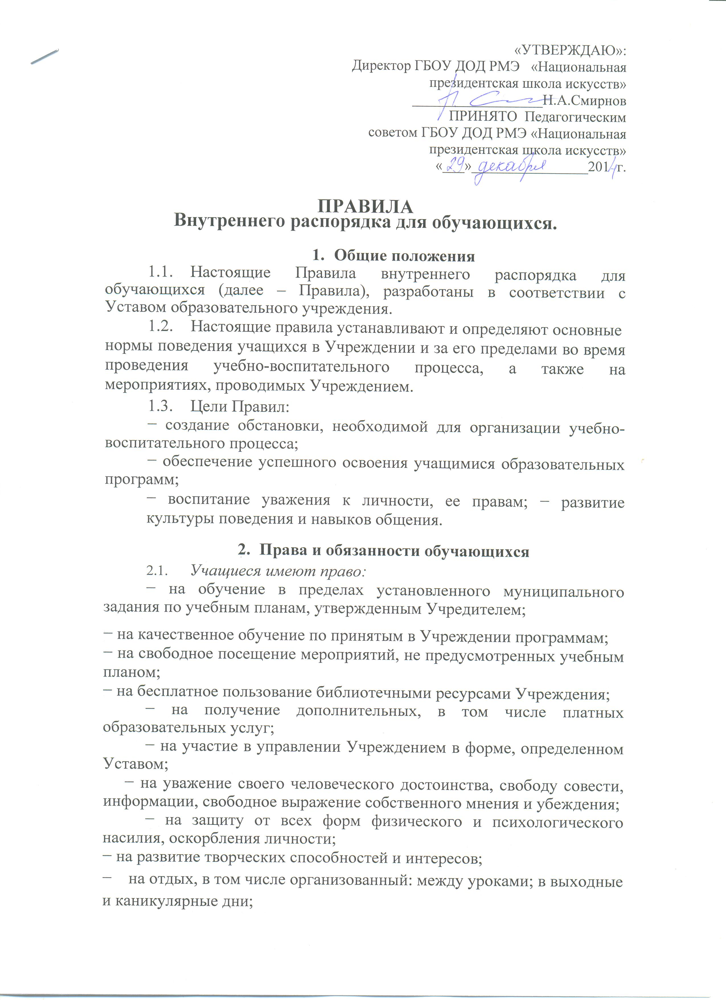 «УТВЕРЖДАЮ»:
Директор ГБОУ ДОД РМЭ «Национальная
президентская школа искусств»
Н.А.Смирнов
ПРИНЯТО Педагогическим
советом ГБОУ ДОД РМЭ «Национальная
президентская школа искусств»
«29» декабря 2014 г.
ПРАВИЛА
Внутреннего распорядка для обучающихся.
1. Общие положения
1.1. Настоящие Правила внутреннего распорядка для
обучающихся (далее – Правила), разработаны в соответствии с
Уставом образовательного учреждения.
1.2. Настоящие правила устанавливают и определяют основные
нормы поведения учащихся в Учреждении и за его пределами во время
проведения учебно-воспитательного процесса, а также на
мероприятиях, проводимых Учреждением.
1.3. Цели Правил:
− создание обстановки, необходимой для организации учебно-
воспитательного процесса;
− обеспечение успешного освоения учащимися образовательных
программ;
− воспитание уважения к личности, ее правам; − развитие
культуры поведения и навыков общения.
2. Права и обязанности обучающихся
2.1. Учащиеся имеют право:
− на обучение в пределах установленного муниципального
задания по учебным планам, утвержденным Учредителем;
− на качественное обучение по принятым в Учреждении программам;
− на свободное посещение мероприятий, не предусмотренных учебным
планом;
− на бесплатное пользование библиотечными ресурсами Учреждения;
− на получение дополнительных, в том числе платных
образовательных услуг;
− на участие в управлении Учреждением в форме, определенном
Уставом;
− на уважение своего человеческого достоинства, свободу совести,
информации, свободное выражение собственного мнения и убеждения;
− на защиту от всех форм физического и психологического
насилия, оскорбления личности;
− на развитие творческих способностей и интересов;
− на отдых, в том числе организованный: между уроками; в выходные
и каникулярные дни;